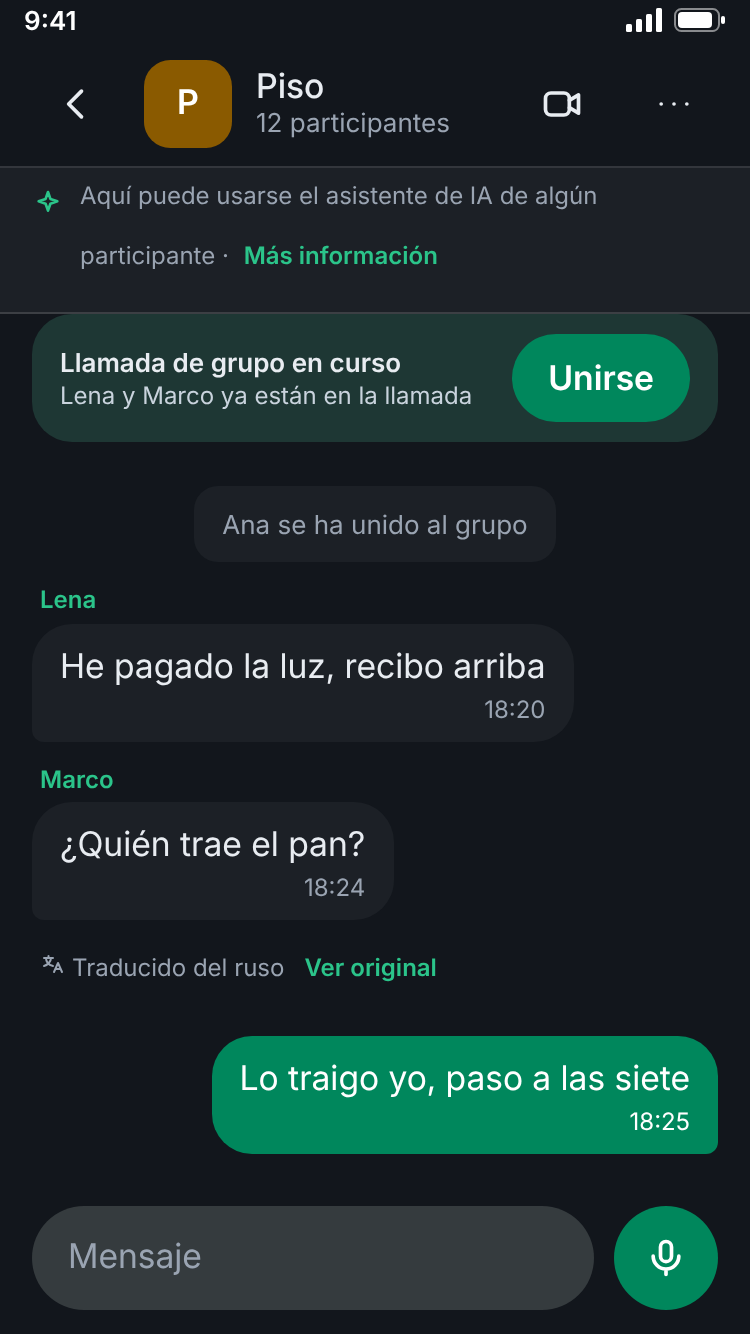 9:41
P
Piso
12 participantes
Aquí puede usarse el asistente de IA de algún
participante · Más información
Llamada de grupo en curso
Lena y Marco ya están en la llamada
Unirse
Ana se ha unido al grupo
Lena
He pagado la luz, recibo arriba
18:20
Marco
¿Quién trae el pan?
18:24
Traducido del ruso Ver original
Lo traigo yo, paso a las siete
18:25
Mensaje